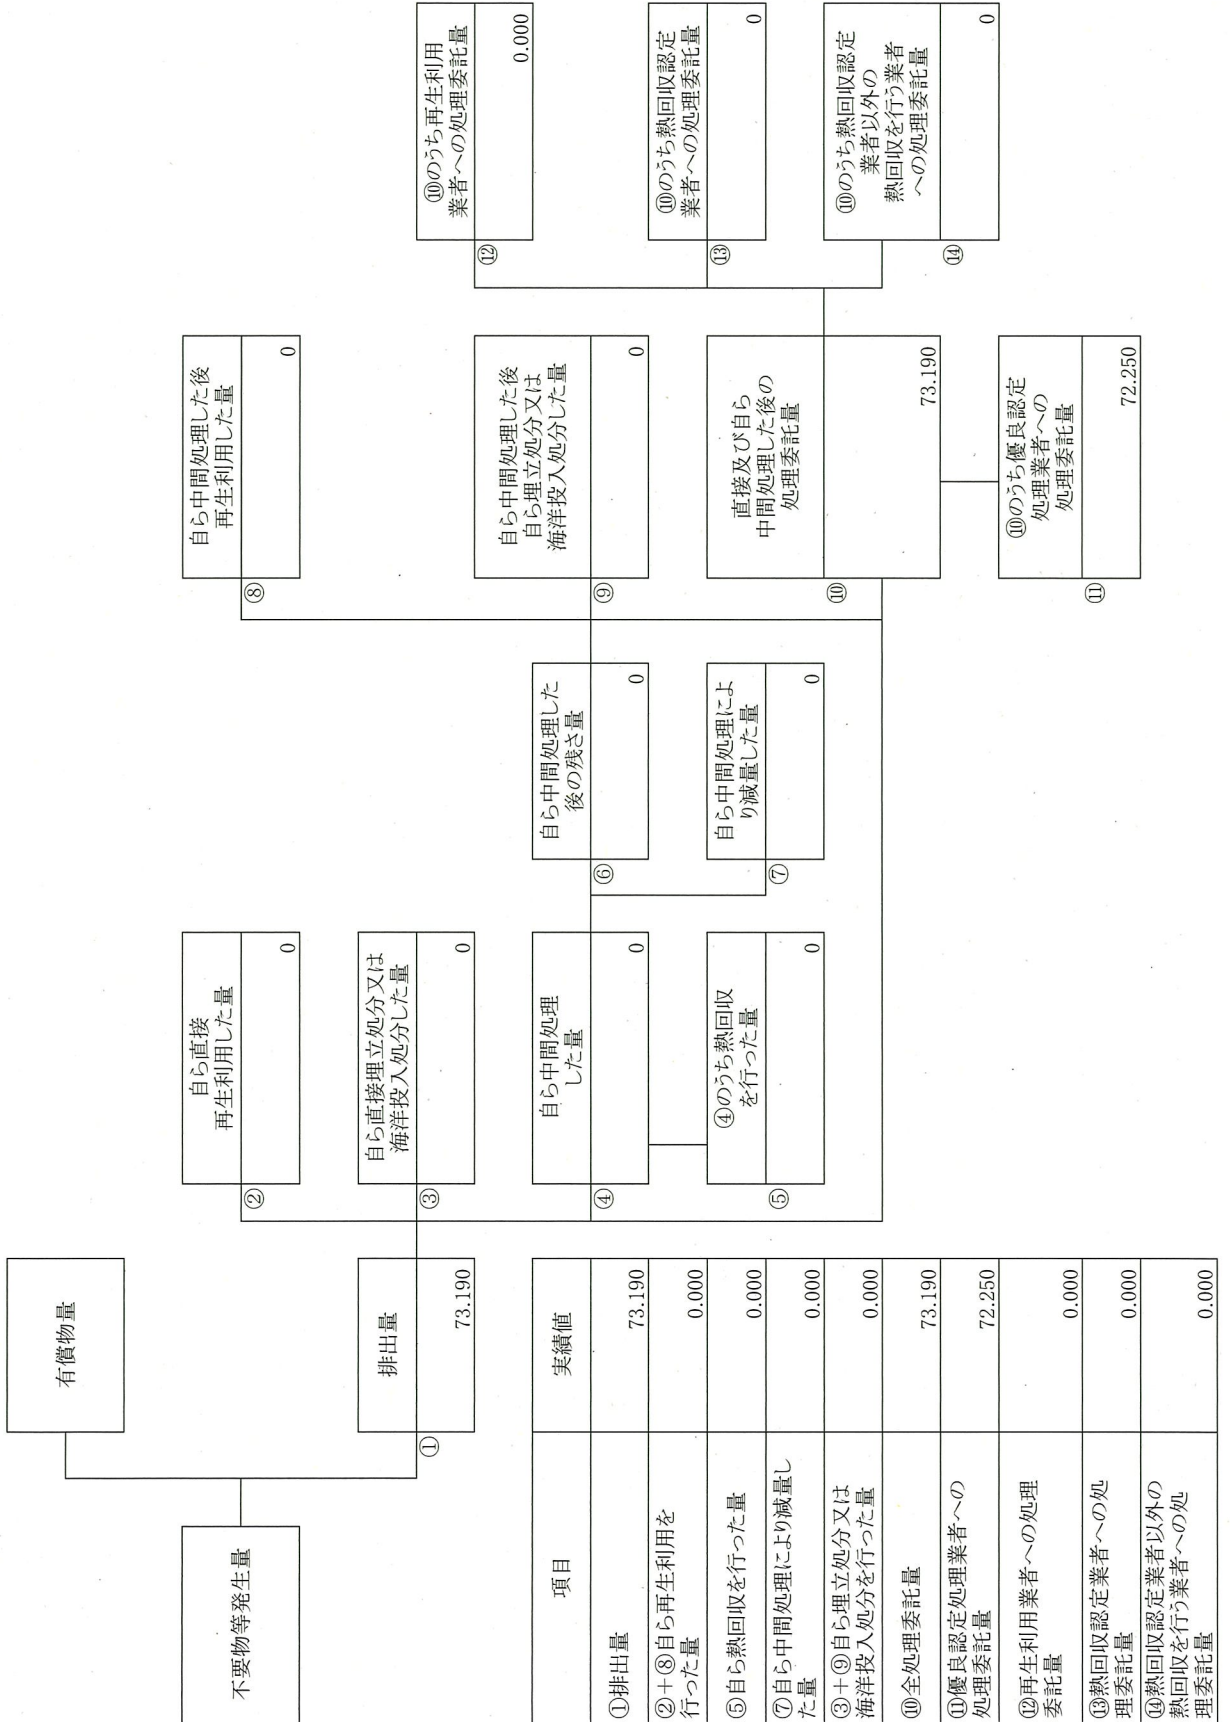 有償物量
不要物等発生量
①
排出量
73.190
②
自ら直接
再生利用した量
0
③
自ら直接埋立処分又は
海洋投入処分した量
0
④
自ら中間処理
した量
0
⑤
④のうち熱回収
を行った量
0
⑥
自ら中間処理した
後の残さ量
0
⑦
自ら中間処理によ
り減量した量
0
⑧
自ら中間処理した後
再生利用した量
0
⑨
自ら中間処理した後
自ら埋立処分又は
海洋投入処分した量
0
⑩
直接及び自ら
中間処理した後の
処理委託量
73.190
⑪
⑩のうち優良認定
処理業者への
処理委託量
72.250
⑫
⑩のうち再生利用
業者への処理委託量
0.000
⑬
⑩のうち熱回収認定
業者への処理委託量
0
⑭
⑩のうち熱回収認定
業者以外の
熱回収を行う業者
への処理委託量
0
項目
実績値
①排出量
73.190
②+⑧自ら再生利用を
行った量
0.000
⑤自ら熱回収を行った量
0.000
⑦自ら中間処理により減量し
た量
0.000
③+⑨自ら埋立処分又は
海洋投入処分を行った量
0.000
⑩全処理委託量
73.190
⑪優良認定処理業者への
処理委託量
72.250
⑫再生利用業者への処理
委託量
0.000
⑬熱回収認定業者への処
理委託量
0.000
⑭熱回収認定業者以外の
熱回収を行う業者への処
理委託量
0.000